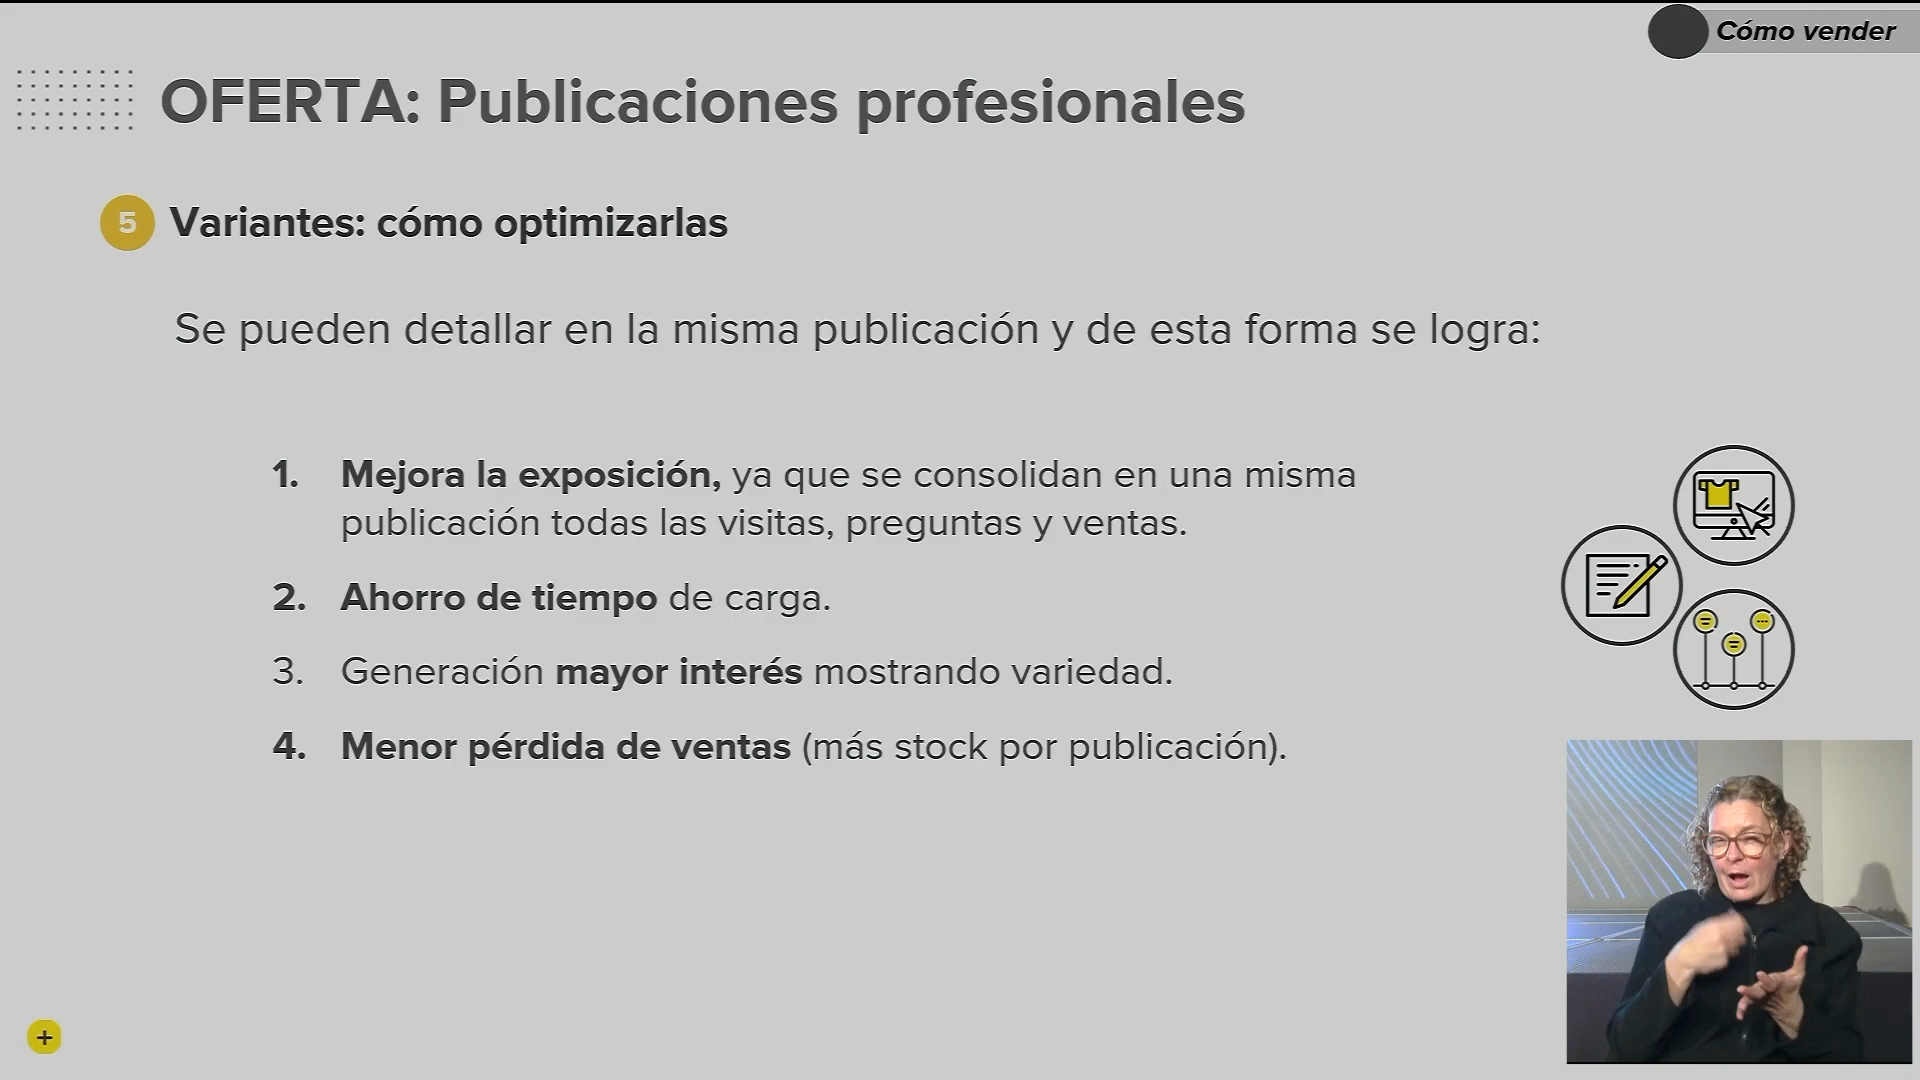 Cómo vender
OFERTA: Publicaciones profesionales
5 Variantes: cómo optimizarlas
Se pueden detallar en la misma publicación y de esta forma se logra:
1. Mejora la exposición, ya que se consolidan en una misma
publicación todas las visitas, preguntas y ventas.
2. Ahorro de tiempo de carga.
3. Generación mayor interés mostrando variedad.
4. Menor pérdida de ventas (más stock por publicación).
+